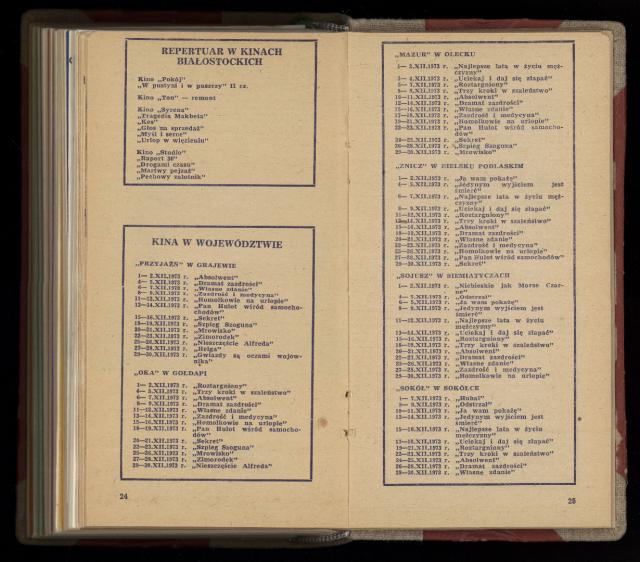 REPERTUAR W KINACH
BIAŁOSTOCKICH
Kino „Pokój”
„W pustyni i w puszczy” II cz.
Kino „Ton” — remont
Kino „Syrena”
„Tragedia Makbeta”
„Kes”
„Głos na sprzedaż”
„Myśl i serce”
„Urlop w więzieniu”
Kino „Studio”
„Raport 38”
„Drogami czasu”
„Martwy pejzaż”
„Pechowy zalotnik”
KINA W WOJEWÓDZTWIE
„PRZYJAŹŃ” W GRAJEWIE
1— 2.XII.1973 r. „Absolwent”
4— 5.XII.1973 r. „Dramat zazdrości”
6— 7.XII.1973 r. „Własne zdanie”
8— 9.XII.1973 r. „Zazdrość i medycyna”
11—13.XII.1973 r. „Homolkowie na urlopie”
13—14.XII.1973 r. „Pan Hulot wśród samocho-
chodów”
15—16.XII.1973 r. „Sekret”
18—19.XII.1973 r. „Szpieg Szoguna”
20—21.XII.1973 r. „Mrowisko”
22—23.XII.1973 r. „Zimorodek”
25—26.XII.1973 r. „Nieszczęście Alfreda”
27—28.XII.1973 r. „Helga”
29—30.XII.1973 r. „Gwiazdy są oczami wojow-
nika”
„OKA” W GOŁDAPI
1— 2.XII.1973 r. „Roztargniony”
4— 5.XII.1973 r. „Trzy kroki w szaleństwo”
6— 7.XII.1973 r. „Absolwent”
8— 9.XII.1973 r. „Dramat zazdrości”
11—12.XII.1973 r. „Własne zdanie”
13—14.XII.1973 r. „Zazdrość i medycyna”
15—16.XII.1973 r. „Homolkowie na urlopie”
18—19.XII.1973 r. „Pan Hulot wśród samocho-
dów”
20—21.XII.1973 r. „Sekret”
22—23.XII.1973 r. „Szpieg Szoguna”
25—26.XII.1973 r. „Mrowisko”
27—28.XII.1973 r. „Zimorodek”
29—30.XII.1973 r. „Nieszczęście Alfreda”
24
„MAZUR” W OLECKU
1— 2.XII.1973 r. „Najlepsze lata w życiu męż-
czyzny”
3— 4.XII.1973 r. „Uciekaj i daj się złapać”
5— 7.XII.1973 r. „Roztargniony”
8— 9.XII.1973 r. „Trzy kroki w szaleństwo”
10—11.XII.1973 r. „Absolwent”
12—14.XII.1973 r. „Dramat zazdrości”
15—16.XII.1973 r. „Własne zdanie”
17—18.XII.1973 r. „Zazdrość i medycyna”
19—21.XII.1973 r. „Homolkowie na urlopie”
22—23.XII.1973 r. „Pan Hulot wśród samocho-
dów”
24—25.XII.1973 r. „Sekret”
26—28.XII.1973 r. „Szpieg Szoguna”
29—30.XII.1973 r. „Mrowisko”
„ZNICZ” W BIELSKU PODLASKIM
1— 2.XII.1973 r. „Ja wam pokażę”
4— 5.XII.1973 r. „Jedynym wyjściem jest
śmierć”
6— 7.XII.1973 r. „Najlepsze lata w życiu męż-
czyzny”
8— 9.XII.1973 r. „Uciekaj i daj się złapać”
11—12.XII.1973 r. „Roztargniony”
13—14.XII.1973 r. „Trzy kroki w szaleństwo”
15—16.XII.1973 r. „Absolwent”
18—19.XII.1973 r. „Dramat zazdrości”
20—21.XII.1973 r. „Własne zdanie”
22—23.XII.1973 r. „Zazdrość i medycyna”
25—26.XII.1973 r. „Homolkowie na urlopie”
27—28.XII.1973 r. „Pan Hulot wśród samochodów”
29—30.XII.1973 r. „Sekret”
„SOJUSZ” W SIEMIATYCZACH
1— 2.XII.1973 r. „Niebieskie jak Morze Czar-
ne”
4— 5.XII.1973 r. „Odstrzał”
6— 7.XII.1973 r. „Ja wam pokażę”
8— 9.XII.1973 r. „Jedynym wyjściem jest
śmierć”
11—12.XII.1973 r. „Najlepsze lata w życiu
mężczyzny”
13—14.XII.1973 r. „Uciekaj i daj się złapać”
15—16.XII.1973 r. „Roztargniony”
18—19.XII.1973 r. „Trzy kroki w szaleństwo”
20—21.XII.1973 r. „Absolwent”
22—23.XII.1973 r. „Dramat zazdrości”
25—26.XII.1973 r. „Własne zdanie”
27—28.XII.1973 r. „Zazdrość i medycyna”
29—30.XII.1973 r. „Homolkowie na urlopie”
„SOKÓŁ” W SOKÓŁCE
1— 7.XII.1973 r. „Hubal”
8— 9.XII.1973 r. „Odstrzał”
10—11.XII.1973 r. „Ja wam pokażę”
12—14.XII.1973 r. „Jedynym wyjściem jest
śmierć”
15—16.XII.1973 r. „Najlepsze lata w życiu
mężczyzny”
17—18.XII.1973 r. „Uciekaj i daj się złapać”
19—21.XII.1973 r. „Roztargniony”
22—23.XII.1973 r. „Trzy kroki w szaleństwo”
24—25.XII.1973 r. „Absolwent”
26—28.XII.1973 r. „Dramat zazdrości”
29—30.XII.1973 r. „Własne zdanie”
25